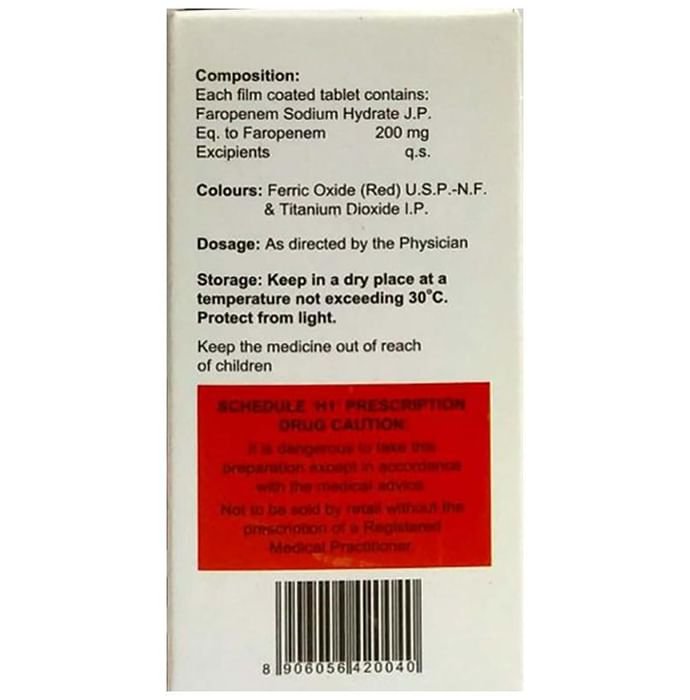 Composition:
Each film coated tablet contains:
Faropenem Sodium Hydrate J.P.
Eq. to Faropenem 200 mg
Excipients q.s.
Colours: Ferric Oxide (Red) U.S.P.-N.F.
& Titanium Dioxide I.P.
Dosage: As directed by the Physician
Storage: Keep in a dry place at a
temperature not exceeding 30°C.
Protect from light.
Keep the medicine out of reach
of children
SCHEDULE H1 PRESCRIPTION
DRUG CAUTION:
It is dangerous to take this
preparation except in accordance
with the medical advice.
Not to be sold by retail without the
prescription of a Registered
Medical Practitioner.
8 906056 420040